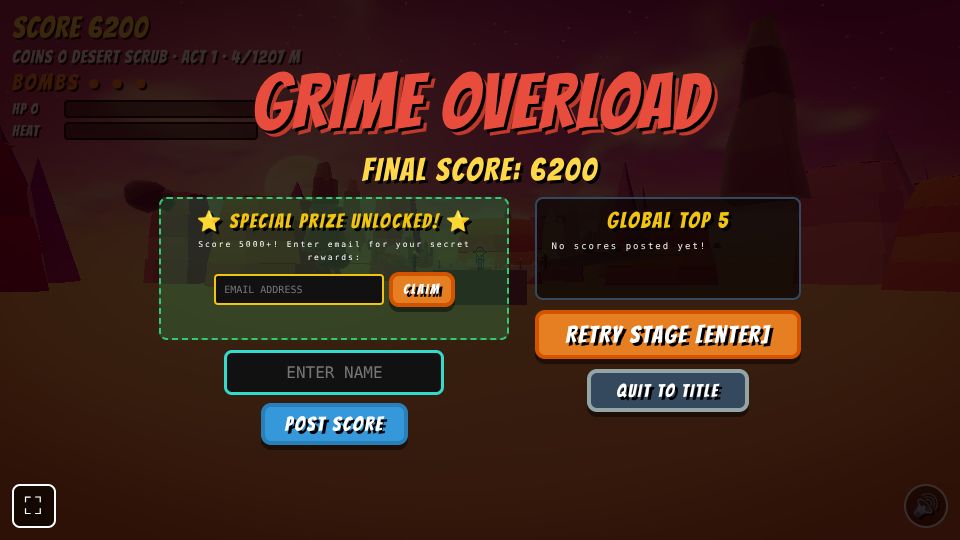 SCORE 6200
COINS 0 DESERT SCRUB · ACT 1 · 4/1207 M
BOMBS
HP 0
HEAT
GRIME OVERLOAD
FINAL SCORE: 6200
SPECIAL PRIZE UNLOCKED!
Score 5000+! Enter email for your secret
rewards:
EMAIL ADDRESS
CLAIM
ENTER NAME
POST SCORE
GLOBAL TOP 5
No scores posted yet!
RETRY STAGE [ENTER]
QUIT TO TITLE